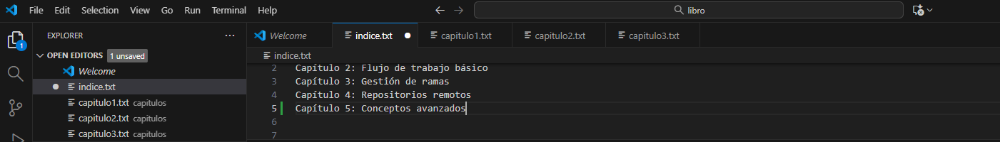 File Edit Selection View Go Run Terminal Help libro
EXPLORER ···
OPEN EDITORS 1 unsaved
Welcome
indice.txt
capitulo1.txt capitulos
capitulo2.txt capitulos
capitulo3.txt capitulos
1
Welcome indice.txt capitulo1.txt capitulo2.txt capitulo3.txt
indice.txt
2 Capítulo 2: Flujo de trabajo básico
3 Capítulo 3: Gestión de ramas
4 Capítulo 4: Repositorios remotos
5 Capítulo 5: Conceptos avanzados
6
7